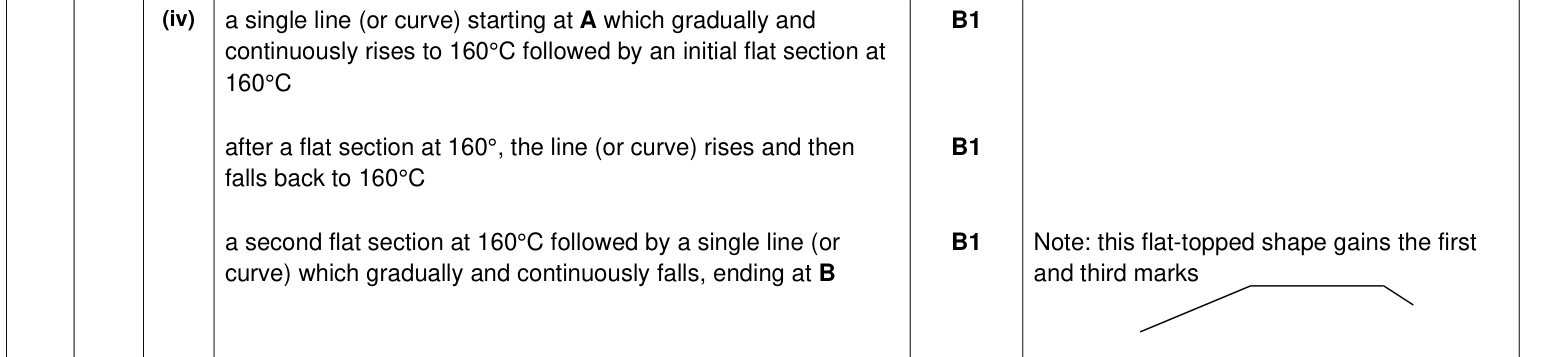 (iv) a single line (or curve) starting at A which gradually and B1
continuously rises to 160°C followed by an initial flat section at
160°C
after a flat section at 160°, the line (or curve) rises and then B1
falls back to 160°C
a second flat section at 160°C followed by a single line (or B1 Note: this flat-topped shape gains the first
curve) which gradually and continuously falls, ending at B and third marks